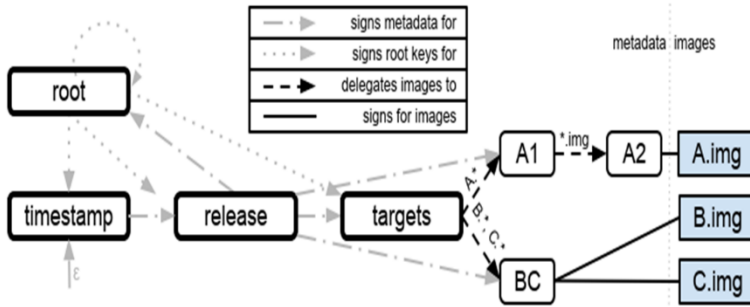 signs metadata for
signs root keys for
delegates images to
signs for images
metadata images
root
A1
*.img
A2
A.img
A.*
timestamp
release
targets
B.*, C.*
B.img
ε
BC
C.img